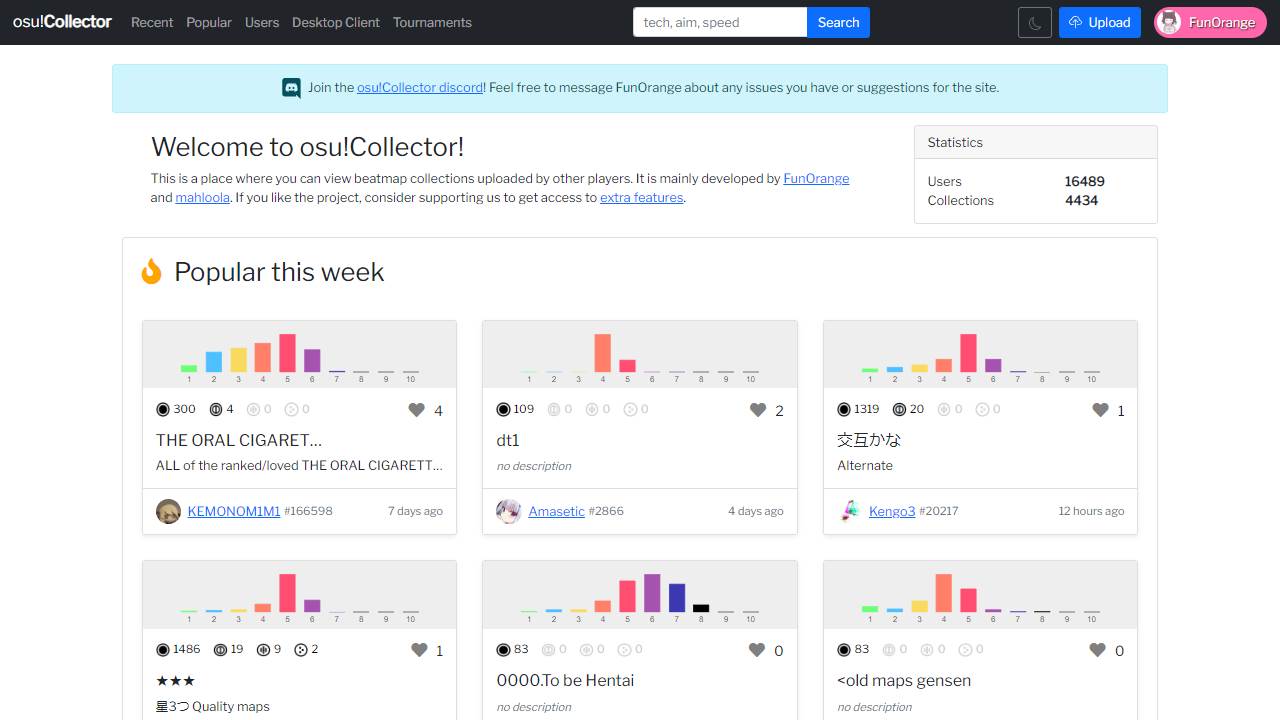 osu!Collector Recent Popular Users Desktop Client Tournaments tech, aim, speed Search Upload FunOrange
Join the osu!Collector discord! Feel free to message FunOrange about any issues you have or suggestions for the site.
Welcome to osu!Collector!
This is a place where you can view beatmap collections uploaded by other players. It is mainly developed by FunOrange
and mahloola. If you like the project, consider supporting us to get access to extra features.
Statistics
Users 16489
Collections 4434
Popular this week
1 2 3 4 5 6 7 8 9 10
300 4 0 0 4
THE ORAL CIGARET...
ALL of the ranked/loved THE ORAL CIGARETT...
KEMONOM1M1 #166598 7 days ago
1 2 3 4 5 6 7 8 9 10
109 0 0 0 2
dt1
no description
Amasetic #2866 4 days ago
1 2 3 4 5 6 7 8 9 10
1319 20 0 0 1
交互かな
Alternate
Kengo3 #20217 12 hours ago
1 2 3 4 5 6 7 8 9 10
1486 19 9 2 1
★★★
星3つ Quality maps
1 2 3 4 5 6 7 8 9 10
83 0 0 0 0
0000.To be Hentai
no description
1 2 3 4 5 6 7 8 9 10
83 0 0 0 0
<old maps gensen
no description